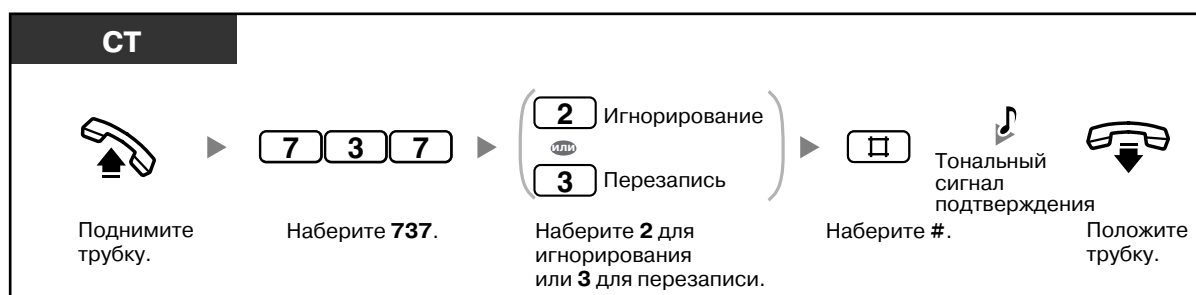 СТ
7 3 7
2 Игнорирование
или
3 Перезапись
Тональный
сигнал
подтверждения
Поднимите
трубку.
Наберите 737.
Наберите 2 для
игнорирования
или 3 для перезаписи.
Наберите #.
Положите
трубку.